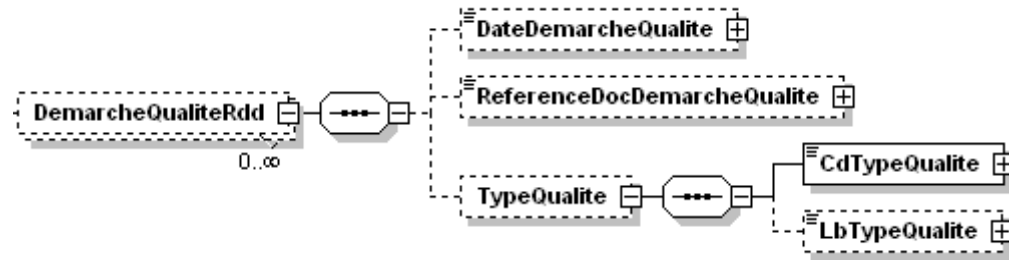 DateDemarcheQualite
ReferenceDocDemarcheQualite
DemarcheQualiteRdd
0..∞
CdTypeQualite
TypeQualite
LbTypeQualite